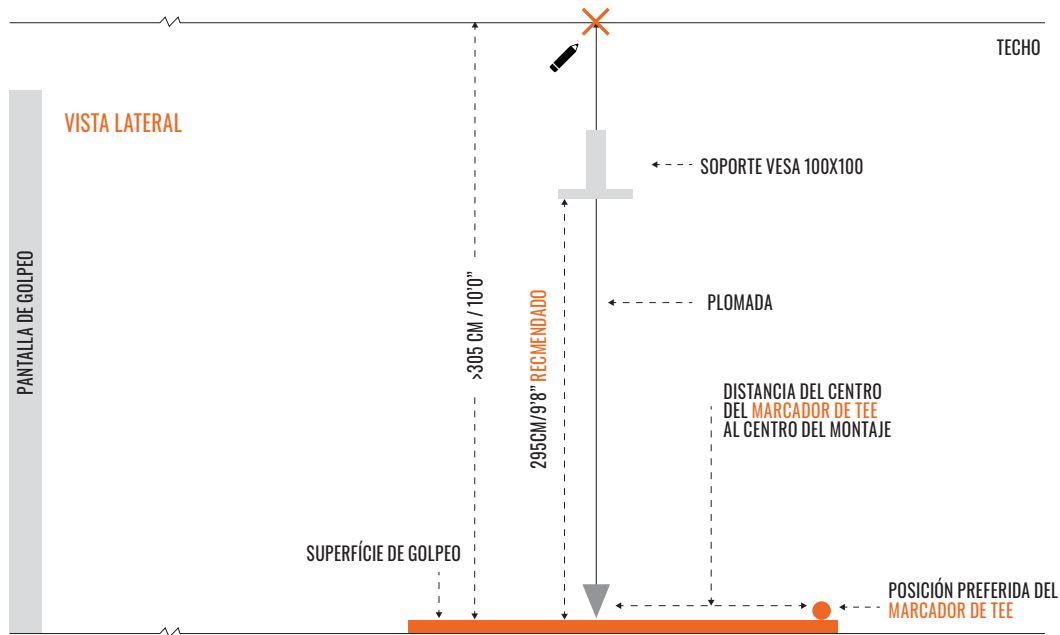 TECHO
VISTA LATERAL
SOPORTE VESA 100X100
PANTALLA DE GOLPEO
>305 CM / 10'0”
295CM/9'8” RECMENDADO
PLOMADA
DISTANCIA DEL CENTRO
DEL MARCADOR DE TEE
AL CENTRO DEL MONTAJE
SUPERFÍCIE DE GOLPEO
POSICIÓN PREFERIDA DEL
MARCADOR DE TEE